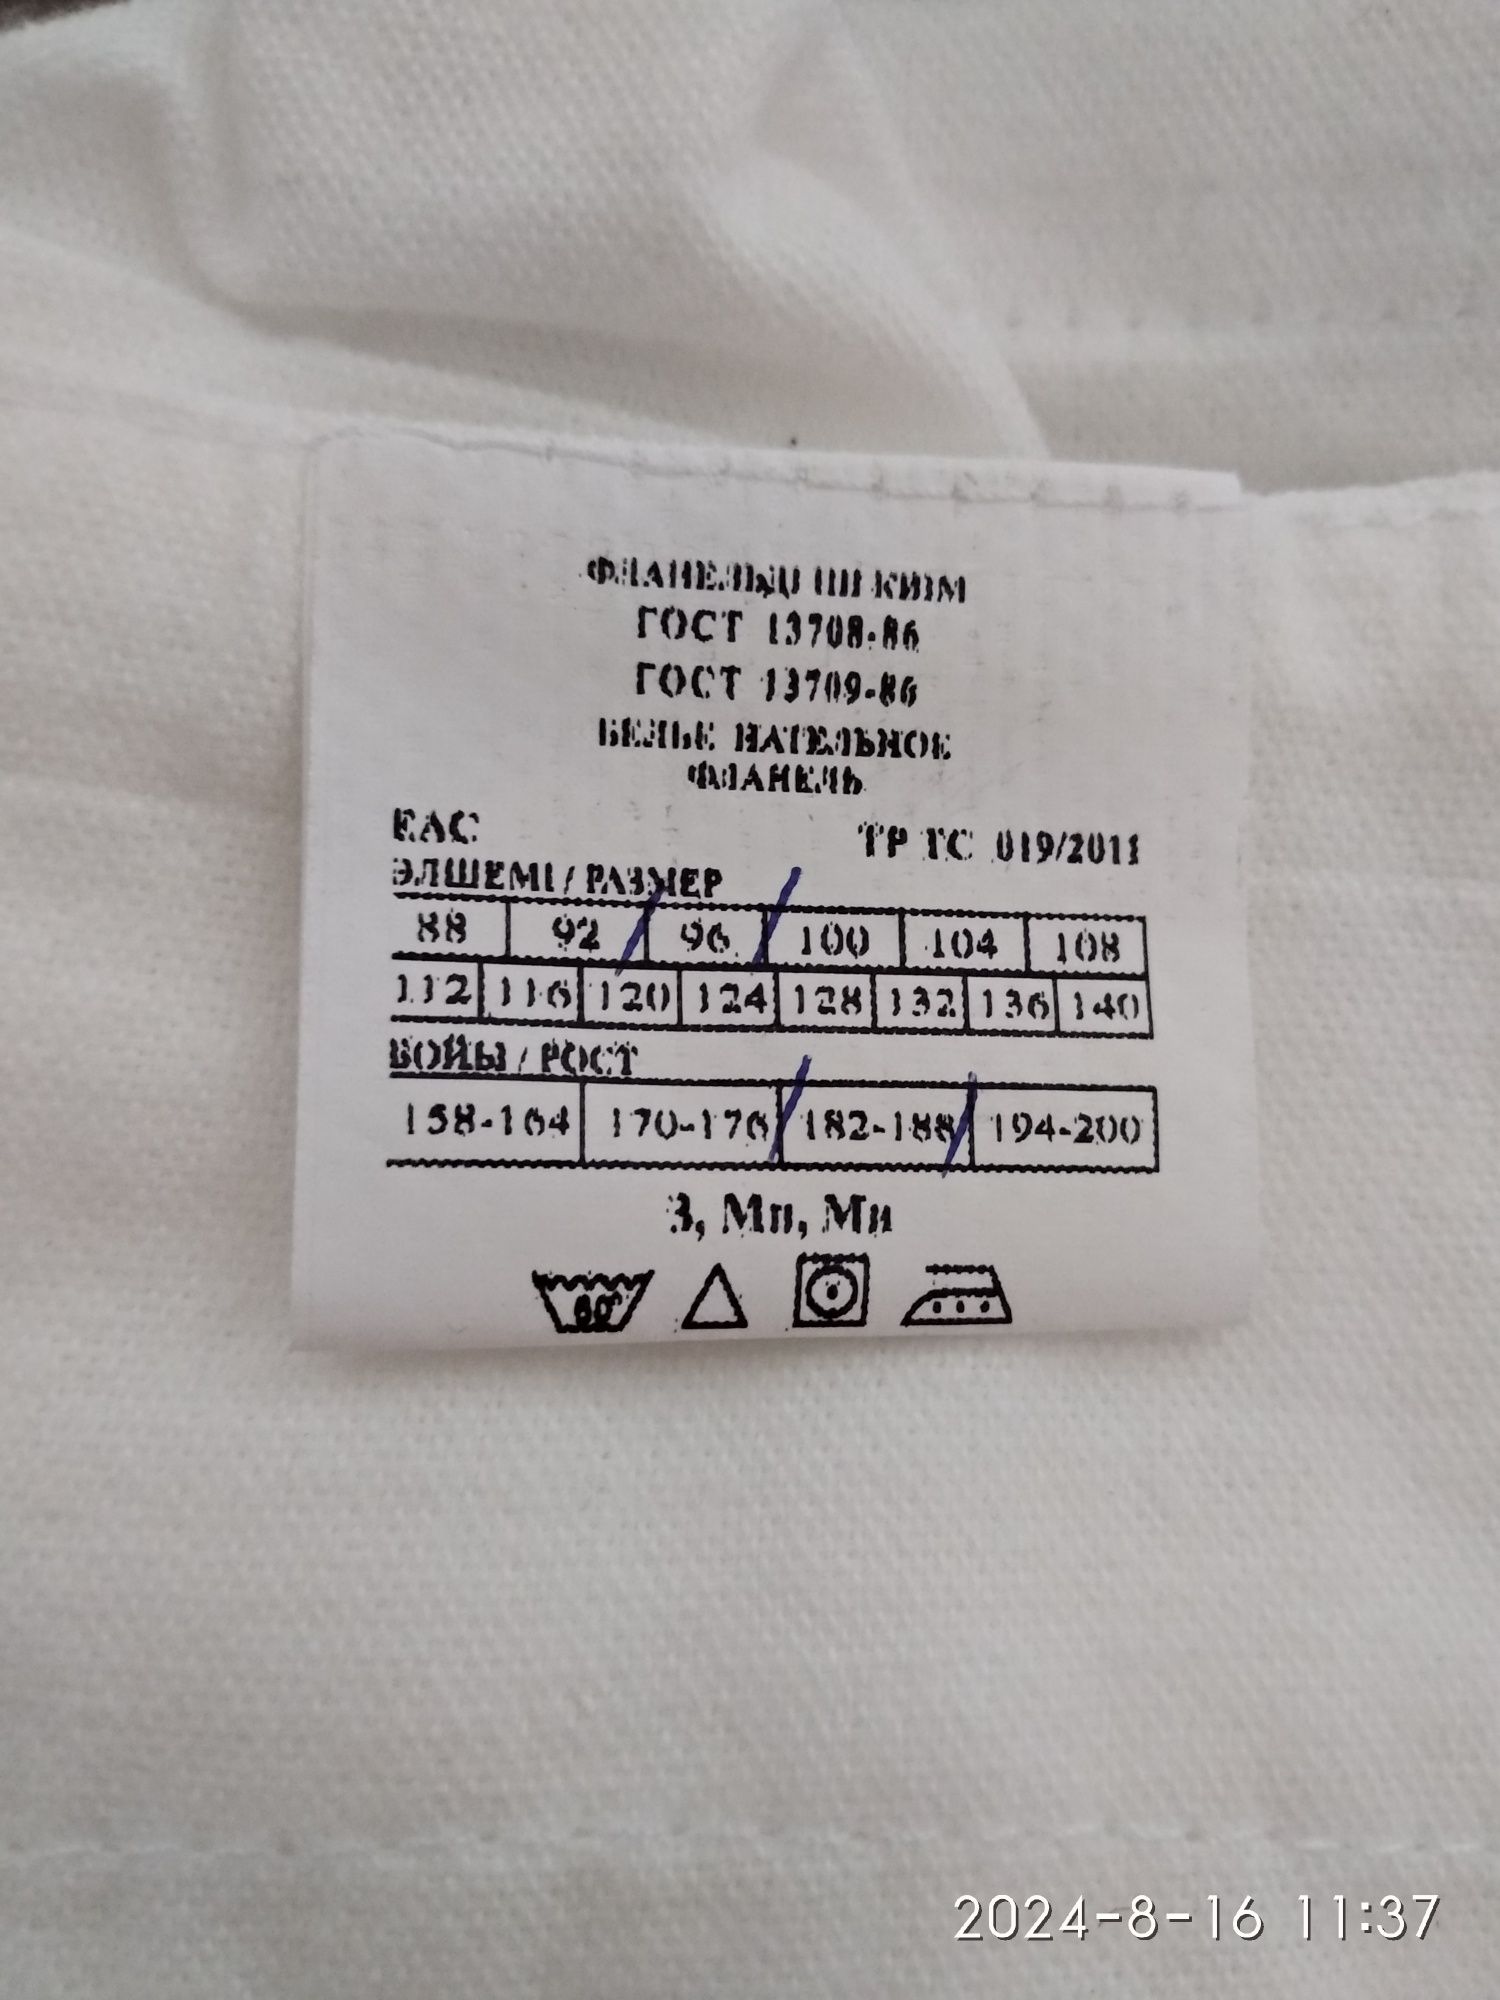 ФЛАНЕЛЬДІ ІШ КИІМ
ГОСТ 13708-86
ГОСТ 13709-86
БЕЛЬЕ НАТЕЛЬНОЕ
ФЛАНЕЛЬ
ЕАС ТР ТС 019/2011
ӘЛШЕМІ / РАЗМЕР
88 92 96 100 104 108
112 116 120 124 128 132 136 140
БОЙЫ / РОСТ
158-164 170-176 182-188 194-200
З, Мп, Ми
60°
2024-8-16 11:37